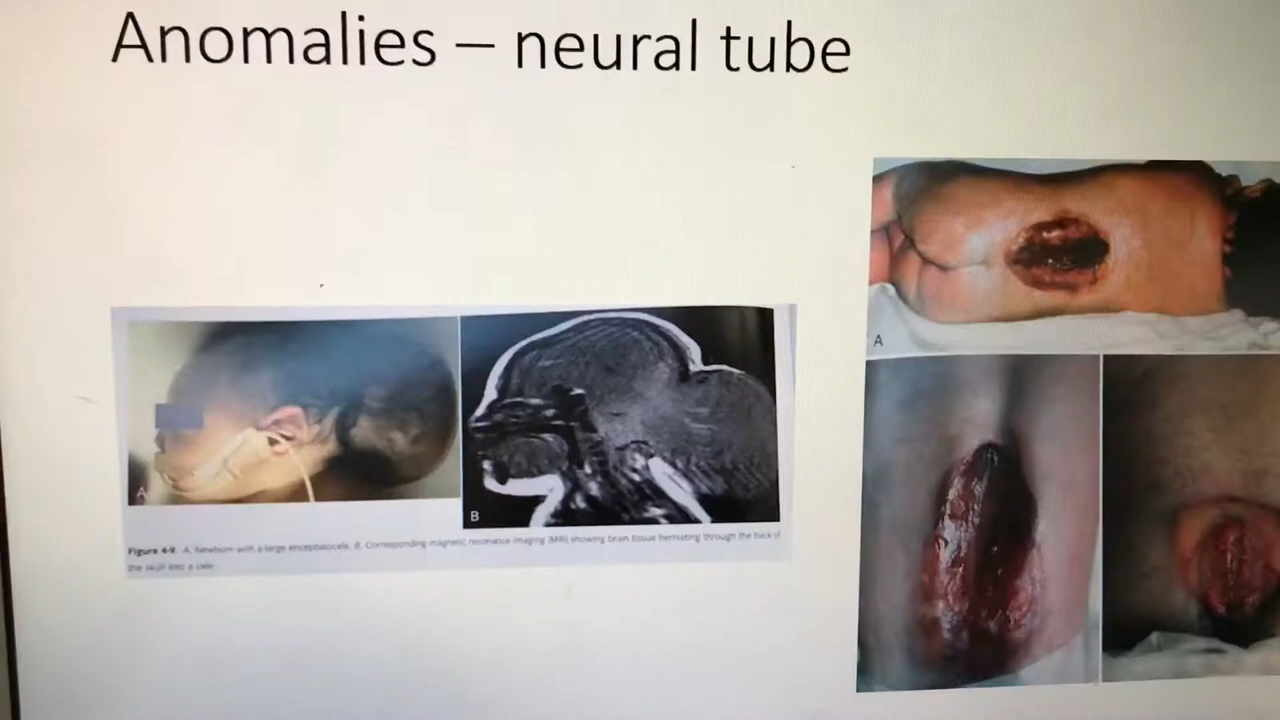 Anomalies – neural tube
A
A
B
Figure 4-9. A, Newborn with a large encephalocele. B, Corresponding magnetic resonance imaging (MRI) showing brain tissue herniating through the back of
the skull into a cele.